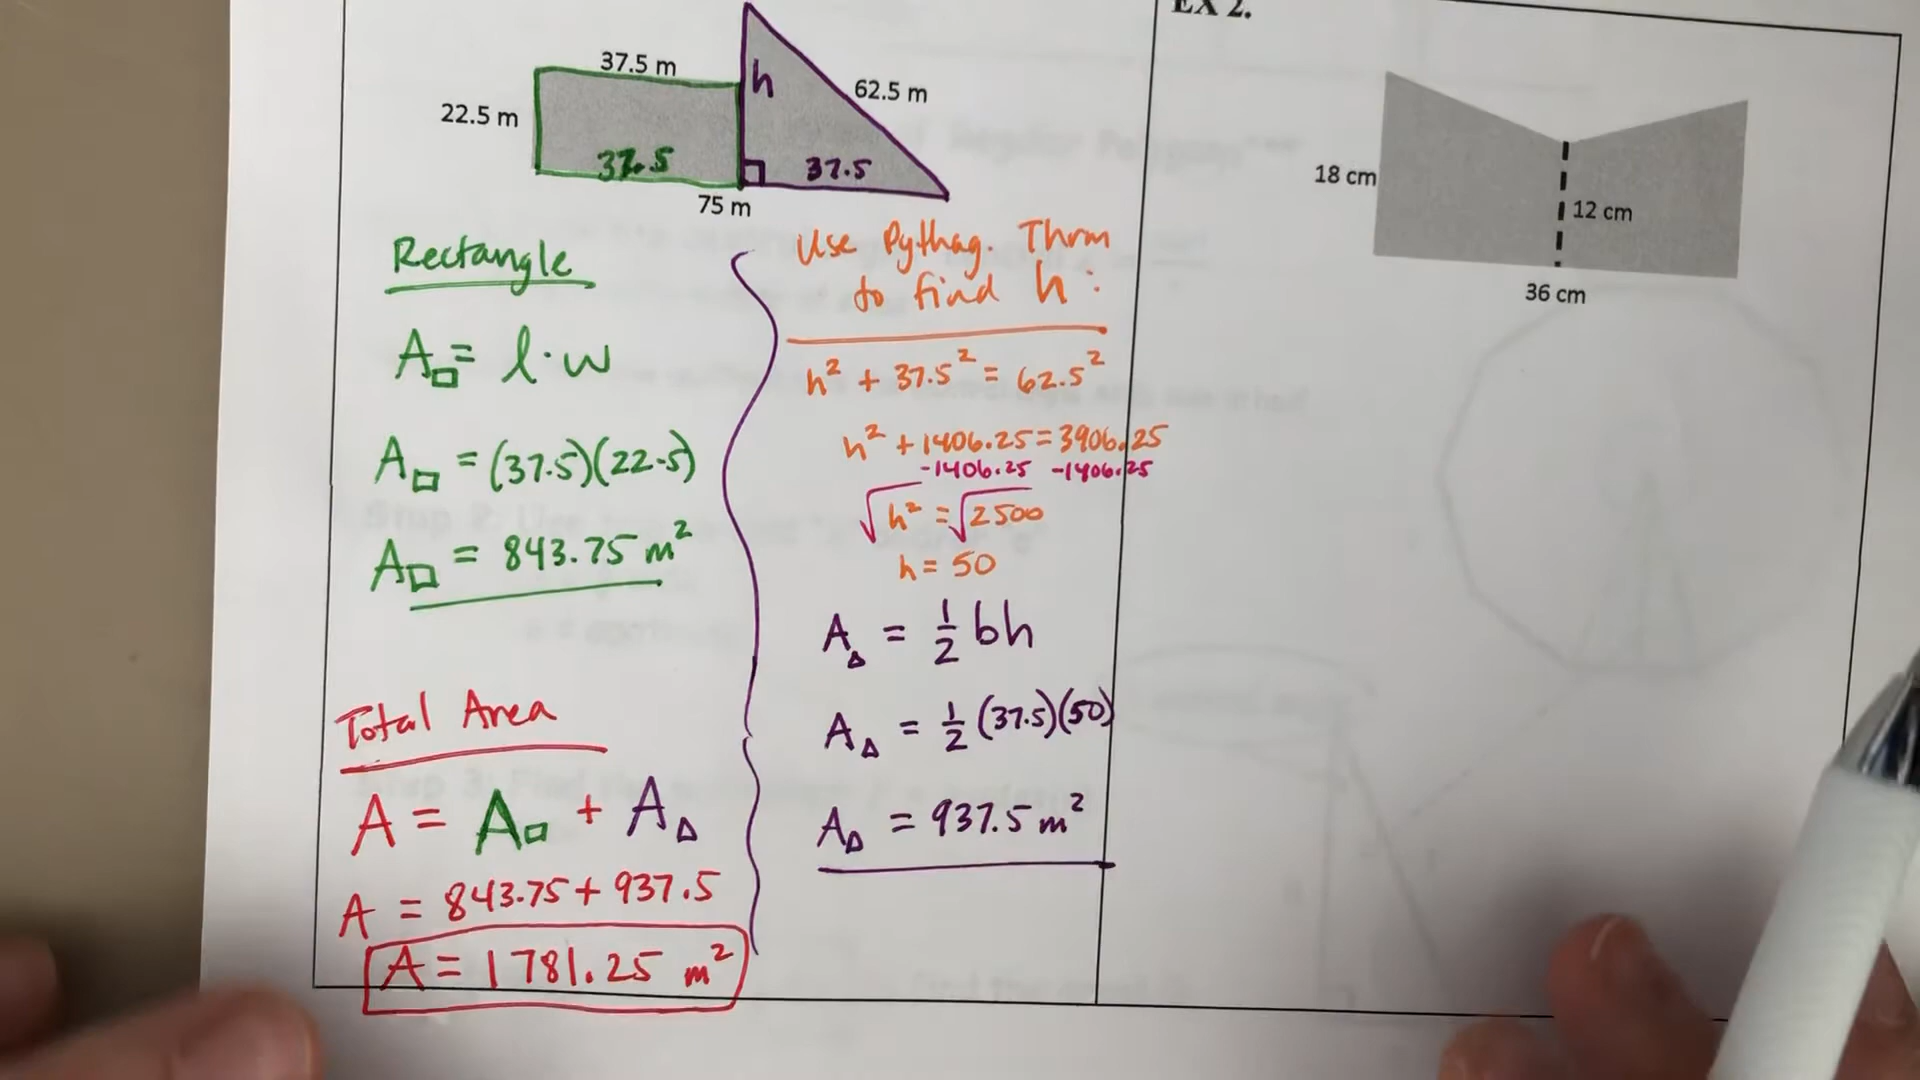 EX 2.
37.5 m
h
62.5 m
22.5 m
37.5
37.5
75 m
Rectangle
A▭ = l · w
A▭ = (37.5)(22.5)
A▭ = 843.75 m²
Total Area
A = A▭ + A△
A = 843.75 + 937.5
A = 1781.25 m²
Use Pythag. Thrm
to find h :
h² + 37.5² = 62.5²
h² + 1406.25 = 3906.25
-1406.25 -1406.25
√h² = √2500
h = 50
A△ = 1/2 bh
A△ = 1/2 (37.5)(50)
A△ = 937.5 m²
18 cm
12 cm
36 cm